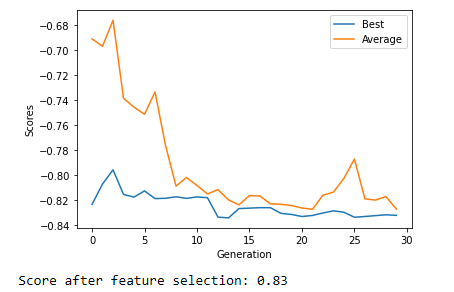 Best
Average
−0.68
−0.70
−0.72
−0.74
−0.76
−0.78
−0.80
−0.82
−0.84
Scores
0 5 10 15 20 25 30
Generation
Score after feature selection: 0.83